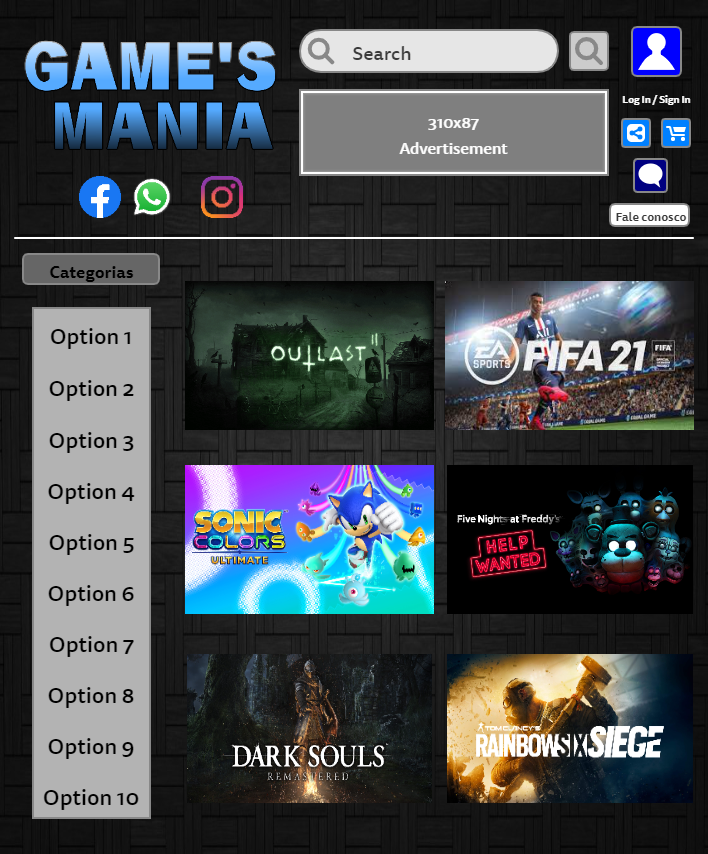 GAME'S
MANIA
Search
310x87
Advertisement
Log In / Sign In
Fale conosco
Categorias
Option 1
Option 2
Option 3
Option 4
Option 5
Option 6
Option 7
Option 8
Option 9
Option 10
OUTLAST II
EA
SPORTS
FIFA 21
FIFA
SONIC
COLORS
ULTIMATE
Five Nights at Freddy's
HELP
WANTED
DARK SOULS
REMASTERED
TOM CLANCY'S
RAINBOWSIX SIEGE